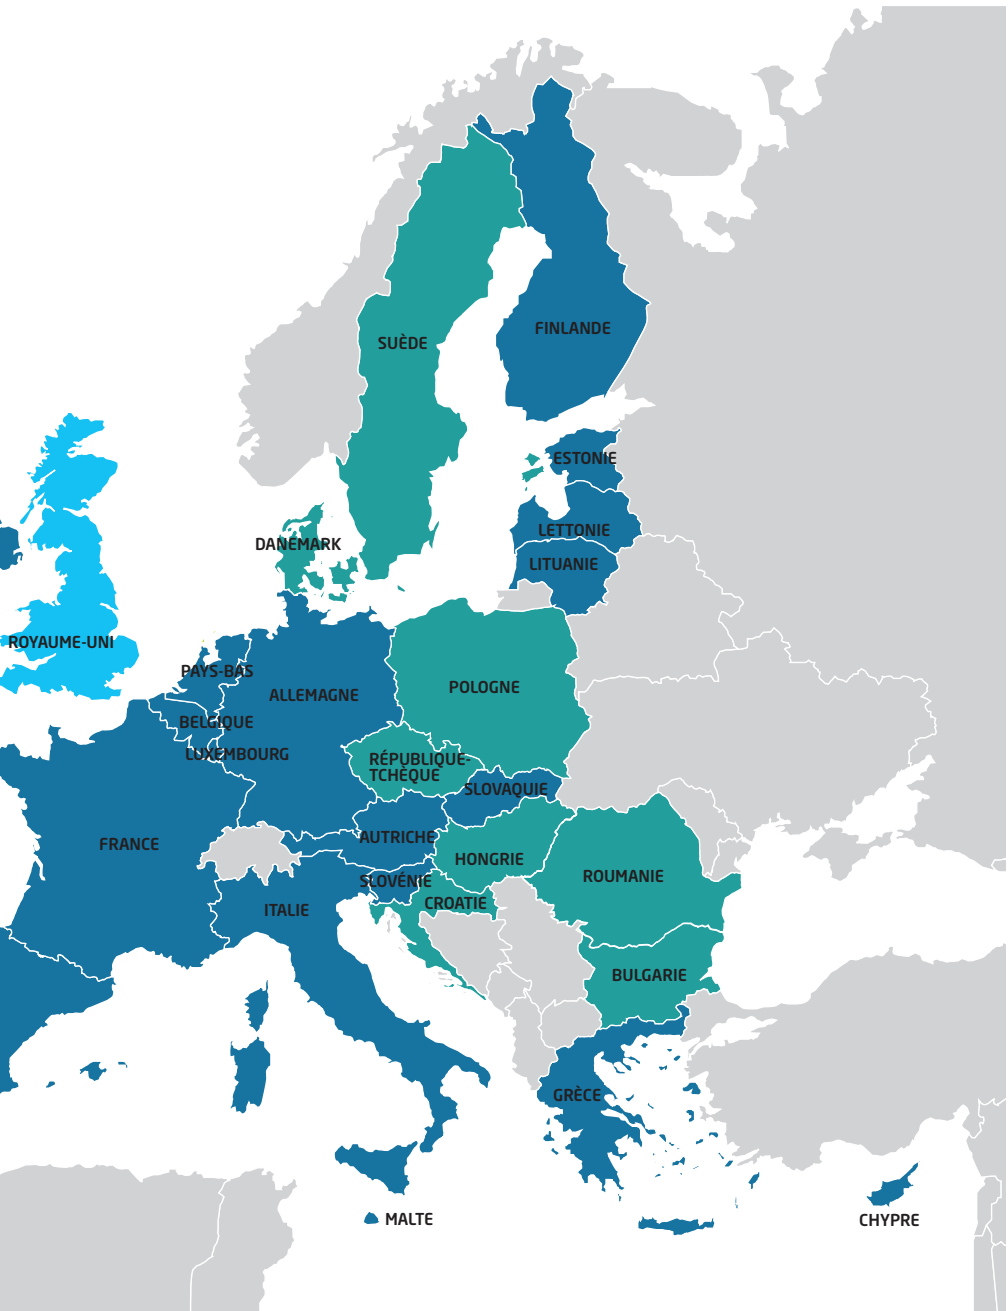 FINLANDE
SUÈDE
ESTONIE
LETTONIE
DANEMARK
LITUANIE
ROYAUME-UNI
PAYS-BAS
POLOGNE
ALLEMAGNE
BELGIQUE
LUXEMBOURG
RÉPUBLIQUE-
TCHÈQUE
SLOVAQUIE
AUTRICHE
FRANCE
HONGRIE
ROUMANIE
SLOVÉNIE
CROATIE
ITALIE
BULGARIE
GRÈCE
MALTE
CHYPRE